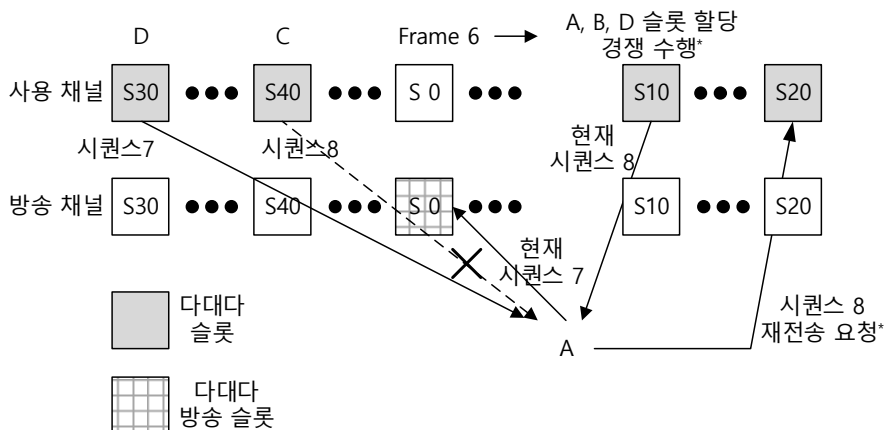 D
C
Frame 6
A, B, D 슬롯 할당
경쟁 수행*
사용 채널
S30
S40
S 0
S10
S20
시퀀스7
시퀀스8
현재
시퀀스 8
방송 채널
S30
S40
S 0
S10
S20
현재
시퀀스 7
다대다
슬롯
A
시퀀스 8
재전송 요청*
다대다
방송 슬롯